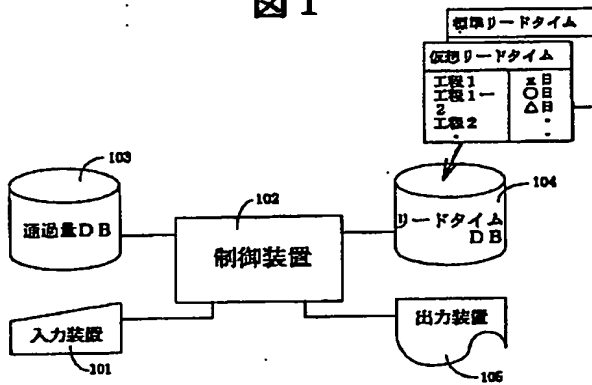 図1
標準リードタイム
仮想リードタイム
工程1 x日
工程1ー ○日
2 △日
工程2 ・
・ ・
103
通過量DB
102
制御装置
104
リードタイム
DB
入力装置
101
出力装置
105